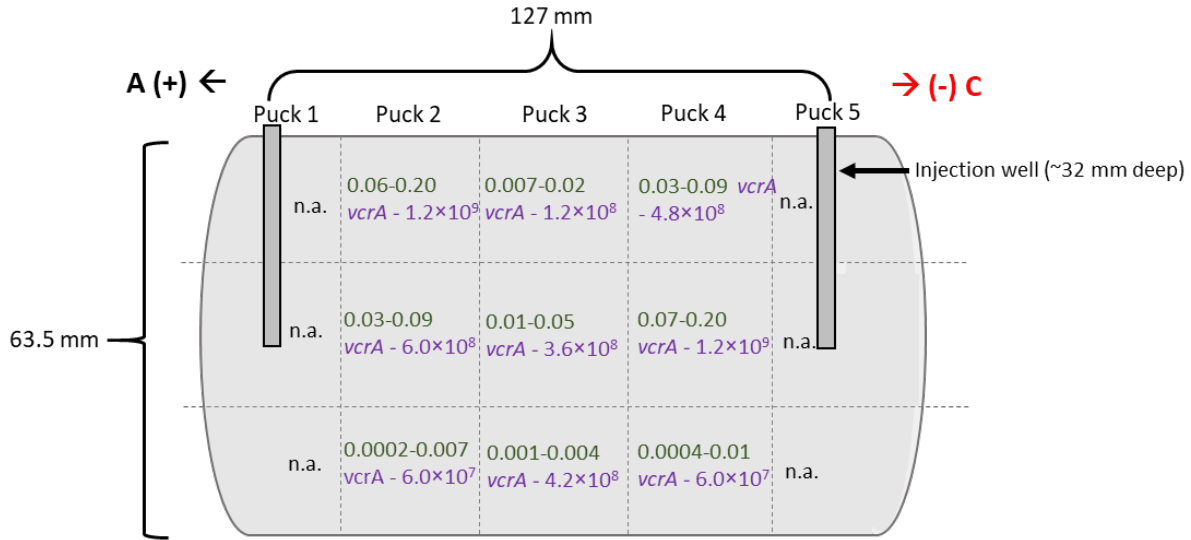 127 mm
A (+) ← → (-) C
Puck 1 Puck 2 Puck 3 Puck 4 Puck 5
Injection well (~32 mm deep)
n.a. 0.06-0.20 0.007-0.02 0.03-0.09 vcrA n.a.
vcrA - 1.2×10⁹ vcrA - 1.2×10⁸ - 4.8×10⁸
63.5 mm
n.a. 0.03-0.09 0.01-0.05 0.07-0.20 n.a.
vcrA - 6.0×10⁸ vcrA - 3.6×10⁸ vcrA - 1.2×10⁹
n.a. 0.0002-0.007 0.001-0.004 0.0004-0.01 n.a.
vcrA - 6.0×10⁷ vcrA - 4.2×10⁸ vcrA - 6.0×10⁷